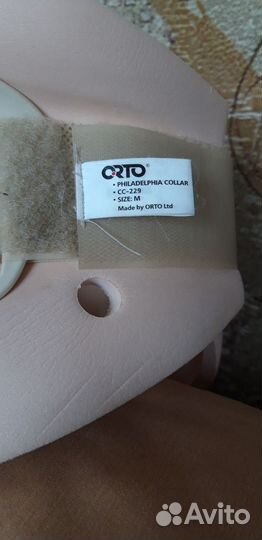 ORTO®
• PHILADELPHIA COLLAR
• CC-229
• SIZE: M
Made by ORTO Ltd
Avito